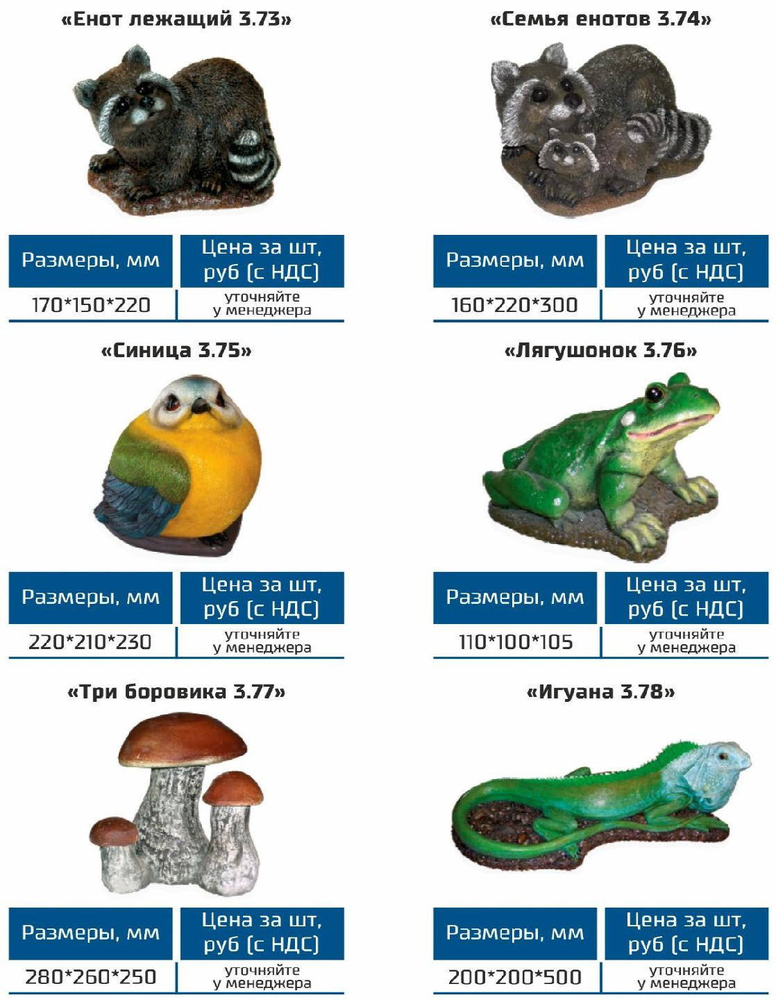 «Енот лежащий 3.73»
«Семья енотов 3.74»
Размеры, мм
Цена за шт,
руб (с НДС)
170*150*220
уточняйте
у менеджера
Размеры, мм
Цена за шт,
руб (с НДС)
160*220*300
уточняйте
у менеджера
«Синица 3.75»
«Лягушонок 3.76»
Размеры, мм
Цена за шт,
руб (с НДС)
220*210*230
уточняйте
у менеджера
Размеры, мм
Цена за шт,
руб (с НДС)
110*100*105
уточняйте
у менеджера
«Три боровика 3.77»
«Игуана 3.78»
Размеры, мм
Цена за шт,
руб (с НДС)
280*260*250
уточняйте
у менеджера
Размеры, мм
Цена за шт,
руб (с НДС)
200*200*500
уточняйте
у менеджера